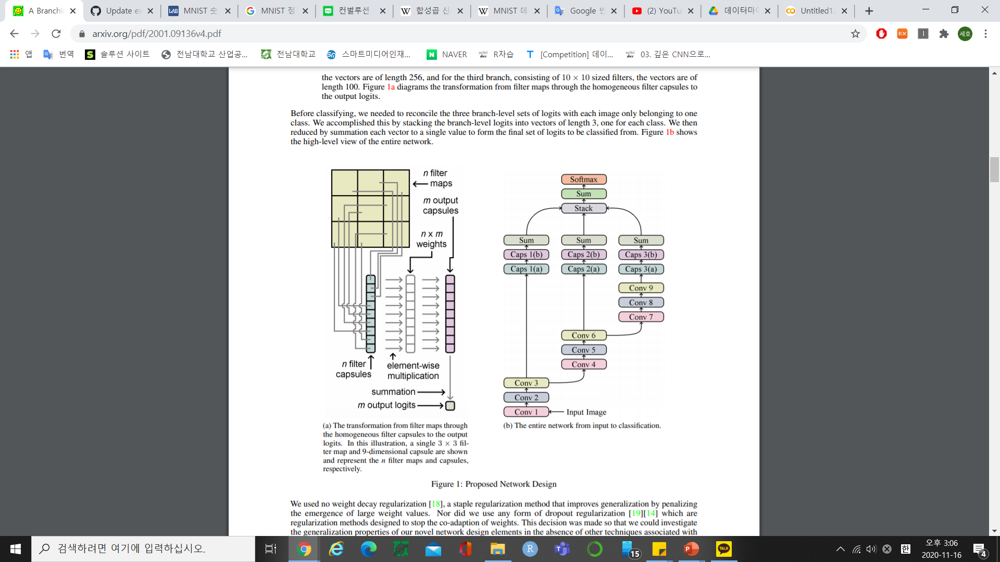 A Branchin
Update ex
LAB MNIST 숫
MNIST 정
컨벌루션
W 합성곱 신
W MNIST 데
Google 번
(2) YouTu
데이터마이
Untitled1.
arxiv.org/pdf/2001.09136v4.pdf
EX
세호
앱
번역
S 솔루션 사이트
전남대학교 산업공...
전남대학교
스마트미디어인재...
N NAVER
wiki docs R자습
T [Competition] 데이...
wiki docs 03. 깊은 CNN으로...
the vectors are of length 256, and for the third branch, consisting of 10 × 10 sized filters, the vectors are of
length 100. Figure 1a diagrams the transformation from filter maps through the homogeneous filter capsules to
the output logits.
Before classifying, we needed to reconcile the three branch-level sets of logits with each image only belonging to one
class. We accomplished this by stacking the branch-level logits into vectors of length 3, one for each class. We then
reduced by summation each vector to a single value to form the final set of logits to be classified from. Figure 1b shows
the high-level view of the entire network.
n filter
maps
m output
capsules
n x m
weights
n filter
capsules
element-wise
multiplication
summation
m output logits
Softmax
Sum
Stack
Sum
Sum
Sum
Caps 1(b)
Caps 2(b)
Caps 3(b)
Caps 1(a)
Caps 2(a)
Caps 3(a)
Conv 9
Conv 8
Conv 7
Conv 6
Conv 5
Conv 4
Conv 3
Conv 2
Conv 1
Input Image
(a) The transformation from filter maps through
the homogeneous filter capsules to the output
logits. In this illustration, a single 3 × 3 fil-
ter map and 9-dimensional capsule are shown
and represent the n filter maps and capsules,
respectively.
(b) The entire network from input to classification.
Figure 1: Proposed Network Design
We used no weight decay regularization [18], a staple regularization method that improves generalization by penalizing
the emergence of large weight values. Nor did we use any form of dropout regularization [19][14] which are
regularization methods designed to stop the co-adaption of weights. This decision was made so that we could investigate
the generalization properties of our novel network design elements in the absence of other techniques associated with
검색하려면 여기에 입력하십시오.
R
15
P
TALK
한
오후 3:06
2020-11-16
4